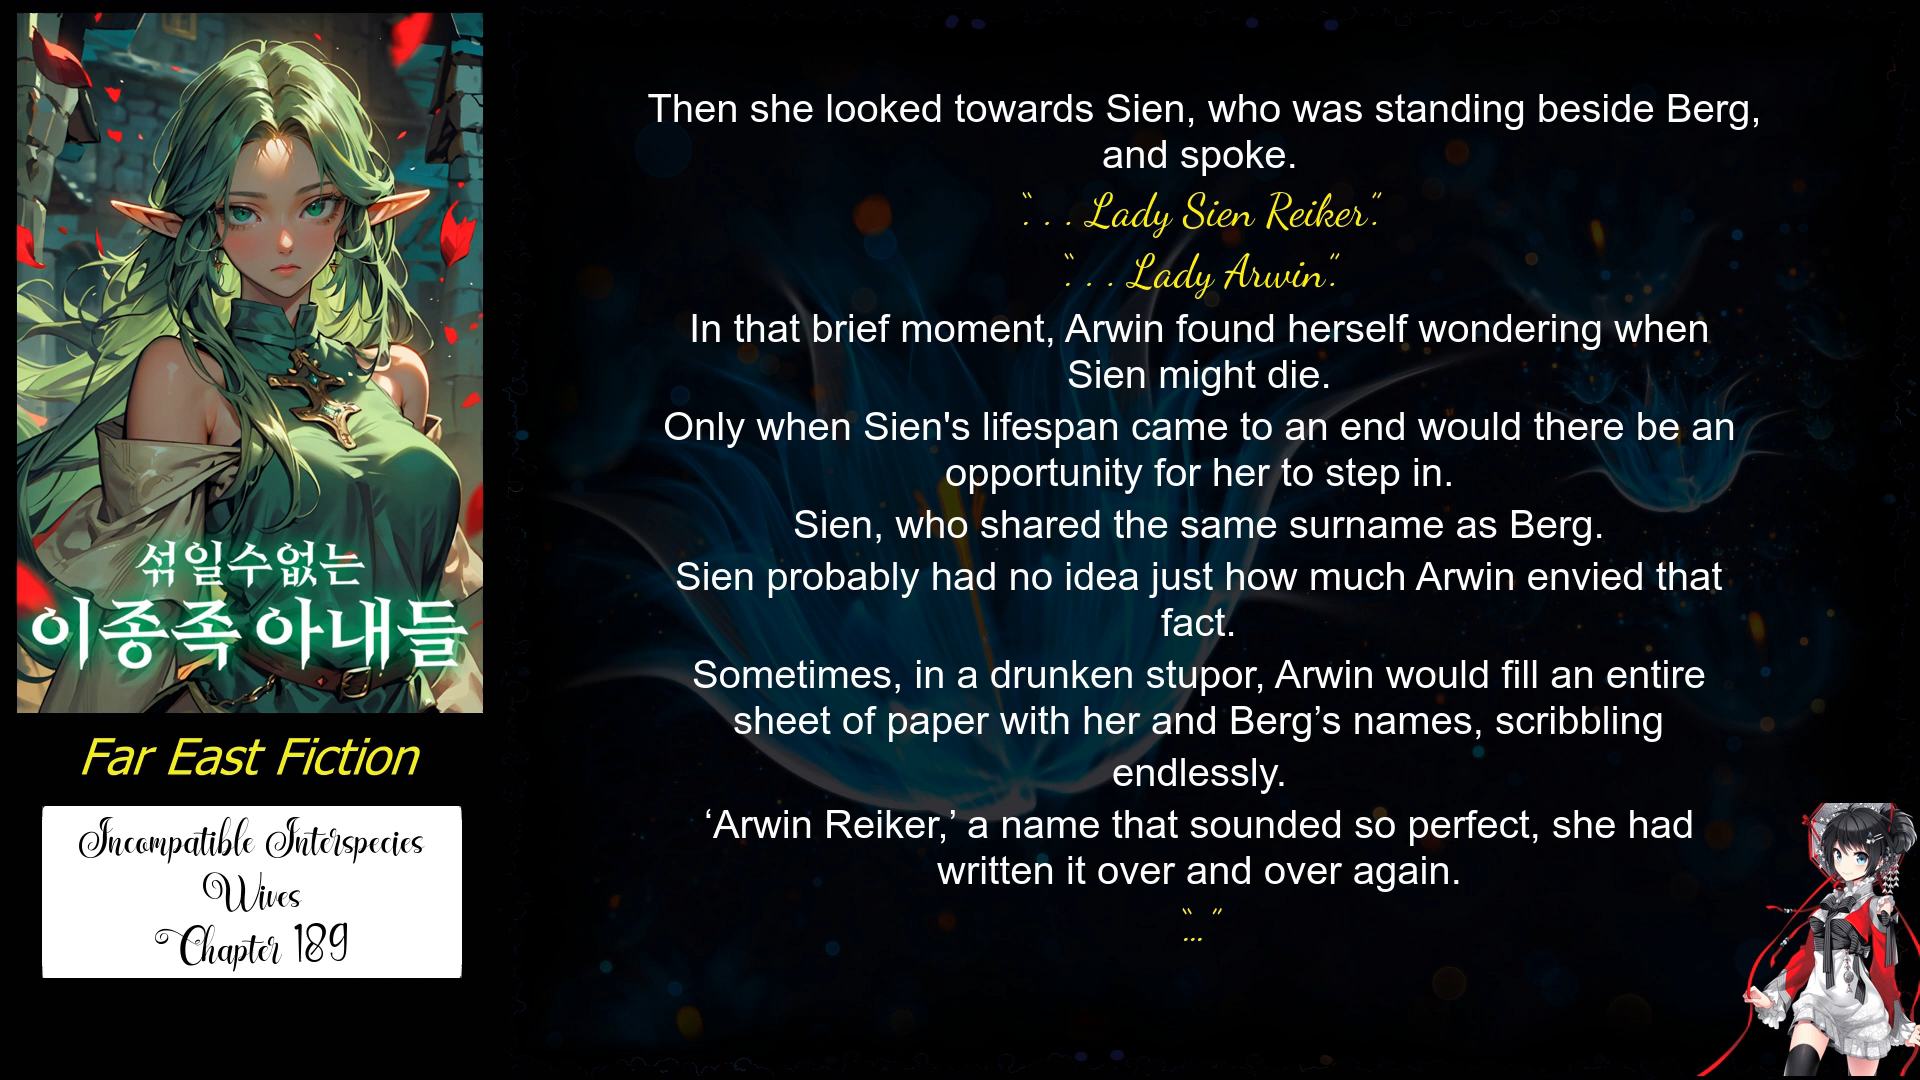 섞일수없는
이종족 아내들
Far East Fiction
Incompatible Interspecies
Wives
Chapter 189
Then she looked towards Sien, who was standing beside Berg,
and spoke.
“. . . Lady Sien Reiker.”
“. . . Lady Arwin.”
In that brief moment, Arwin found herself wondering when
Sien might die.
Only when Sien's lifespan came to an end would there be an
opportunity for her to step in.
Sien, who shared the same surname as Berg.
Sien probably had no idea just how much Arwin envied that
fact.
Sometimes, in a drunken stupor, Arwin would fill an entire
sheet of paper with her and Berg’s names, scribbling
endlessly.
‘Arwin Reiker,’ a name that sounded so perfect, she had
written it over and over again.
“...”